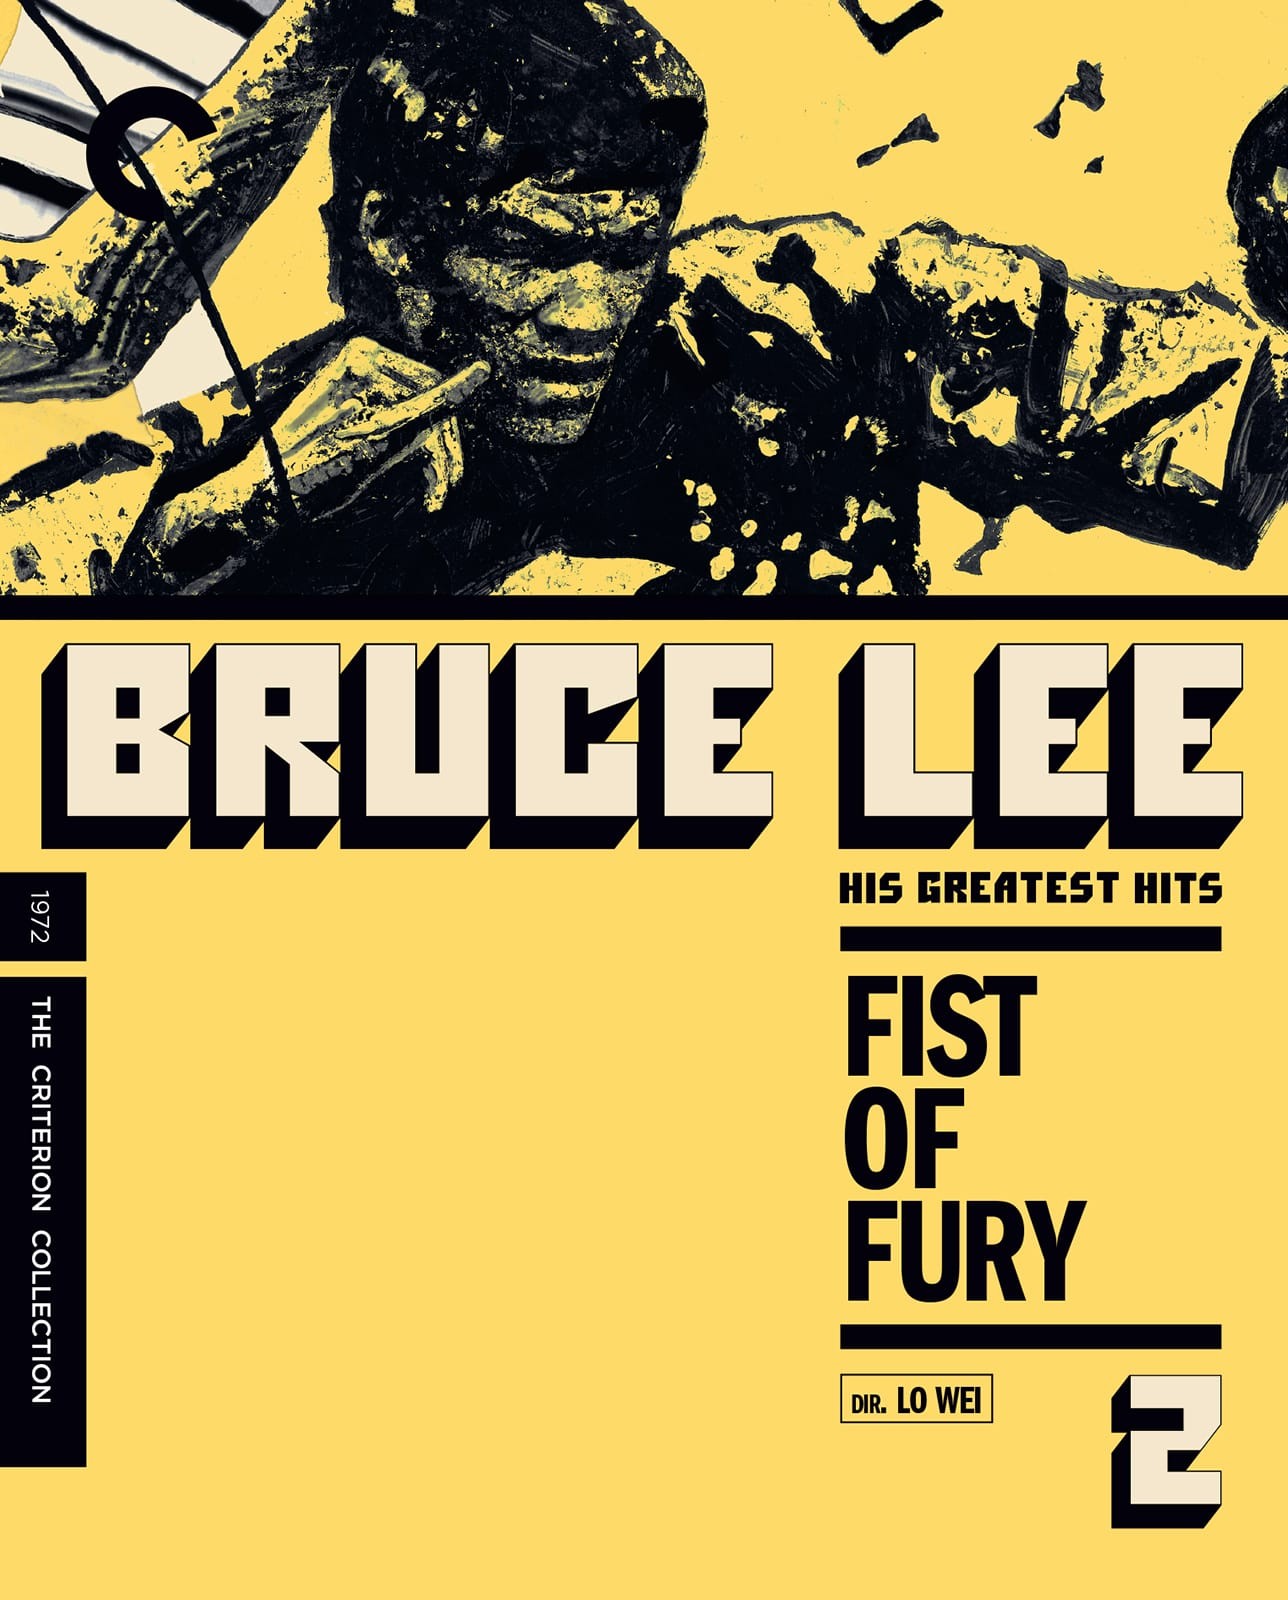 BRUCE LEE
HIS GREATEST HITS
1972
THE CRITERION COLLECTION
FIST
OF
FURY
DIR. LO WEI
2